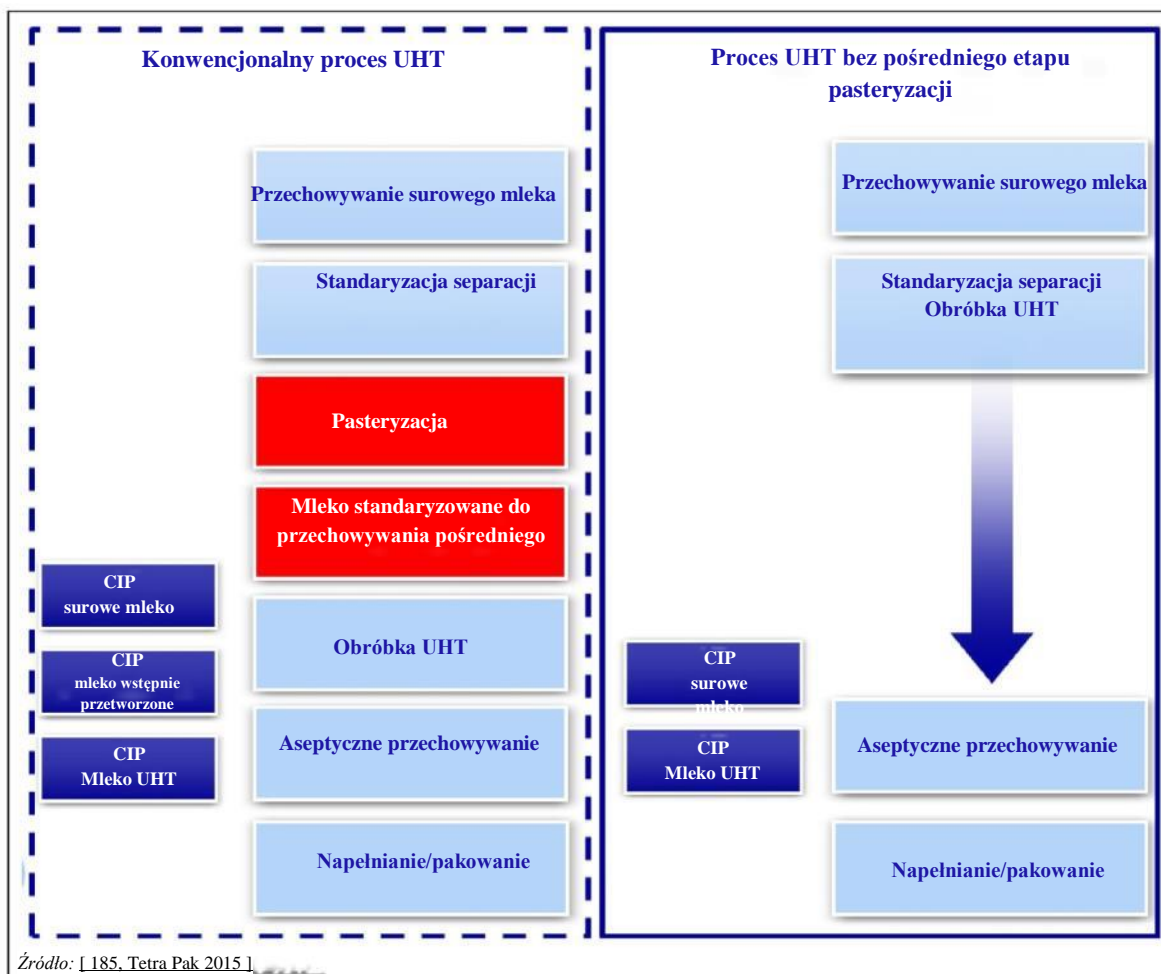 Konwencjonalny proces UHT
Przechowywanie surowego mleka
Standaryzacja separacji
Pasteryzacja
Mleko standaryzowane do
przechowywania pośredniego
CIP
surowe mleko
Obróbka UHT
CIP
mleko wstępnie
przetworzone
CIP
Mleko UHT
Aseptyczne przechowywanie
Napełnianie/pakowanie
Proces UHT bez pośredniego etapu
pasteryzacji
Przechowywanie surowego mleka
Standaryzacja separacji
Obróbka UHT
CIP
surowe
mleko
CIP
Mleko UHT
Aseptyczne przechowywanie
Napełnianie/pakowanie
Źródło: [ 185, Tetra Pak 2015 ]